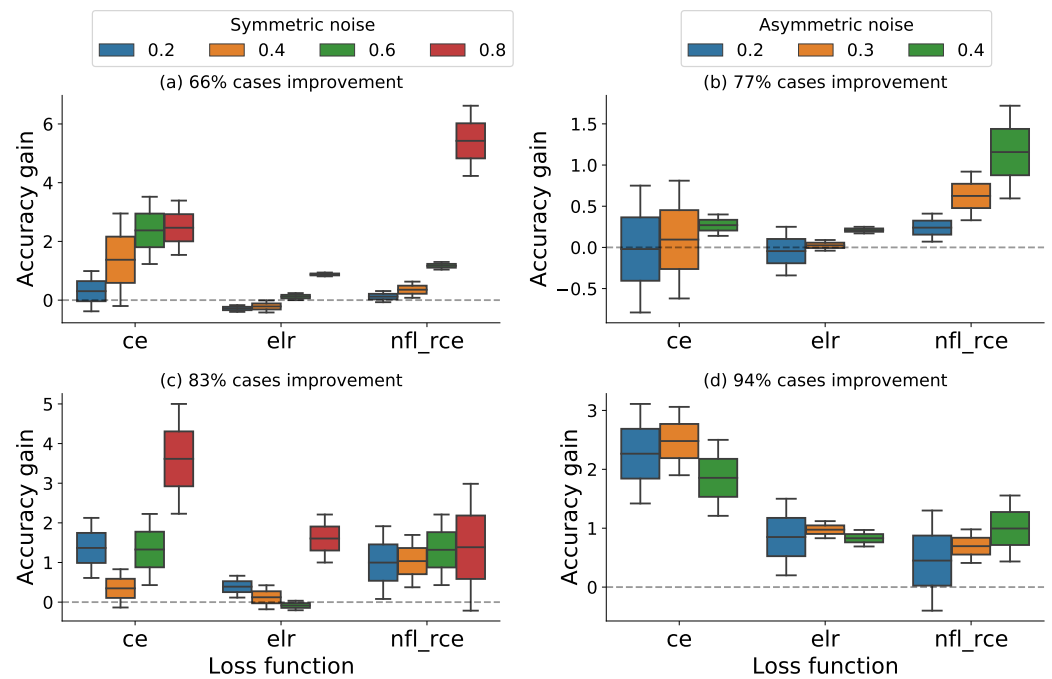 Symmetric noise
0.2 0.4 0.6 0.8
Asymmetric noise
0.2 0.3 0.4
(a) 66% cases improvement
Accuracy gain
6
4
2
0
ce elr nfl_rce
(b) 77% cases improvement
Accuracy gain
1.5
1.0
0.5
0.0
−0.5
ce elr nfl_rce
(c) 83% cases improvement
Accuracy gain
5
4
3
2
1
0
ce elr nfl_rce
Loss function
(d) 94% cases improvement
Accuracy gain
3
2
1
0
ce elr nfl_rce
Loss function